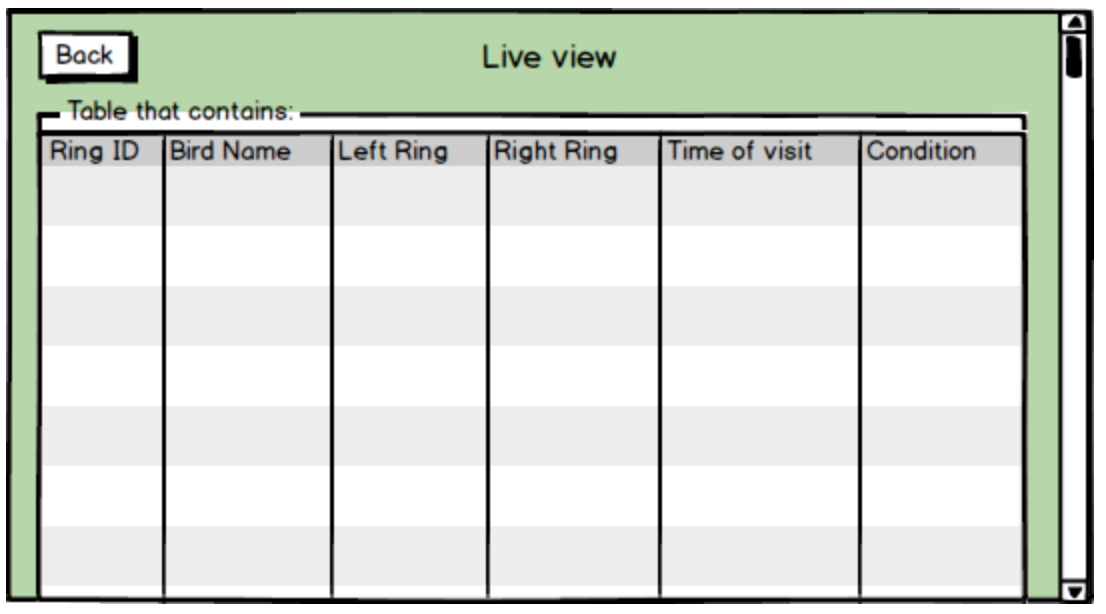 Back
Live view
Table that contains:
Ring ID Bird Name Left Ring Right Ring Time of visit Condition